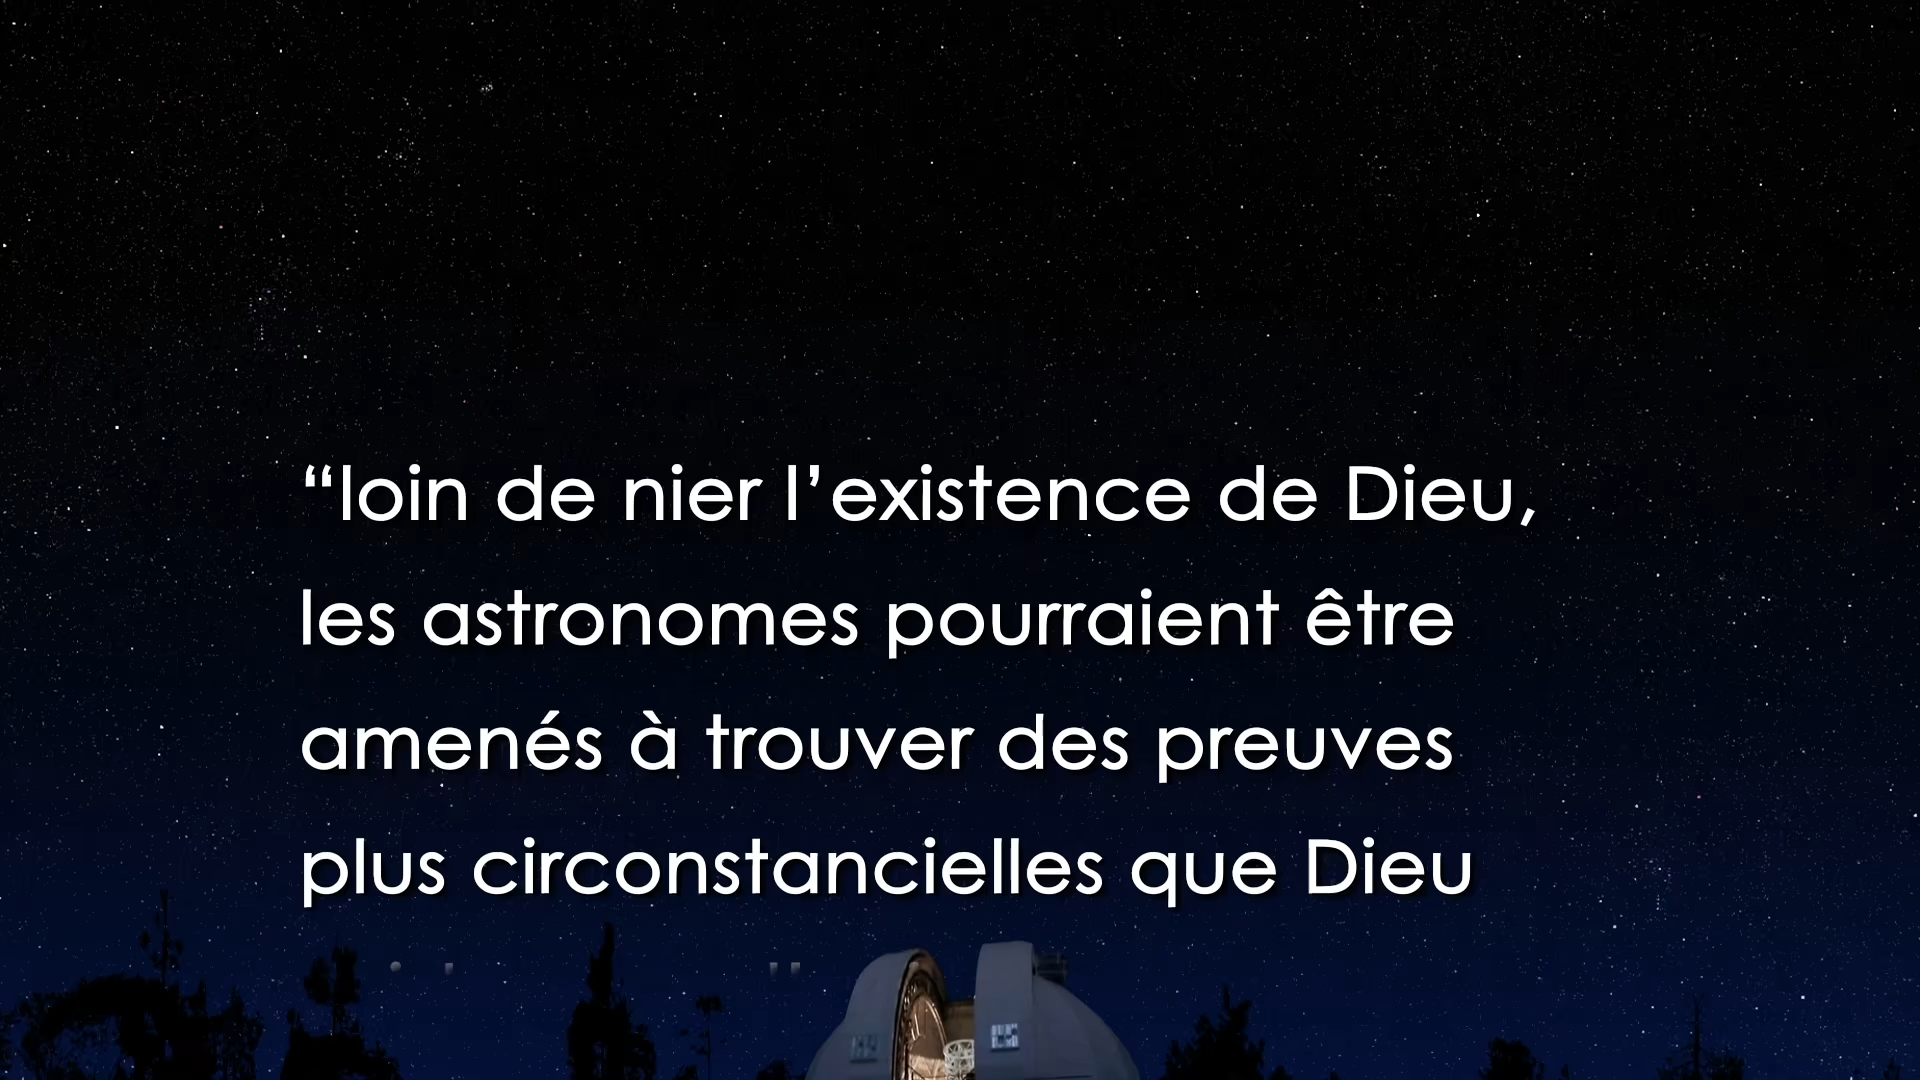 “loin de nier l’existence de Dieu,
les astronomes pourraient être
amenés à trouver des preuves
plus circonstancielles que Dieu